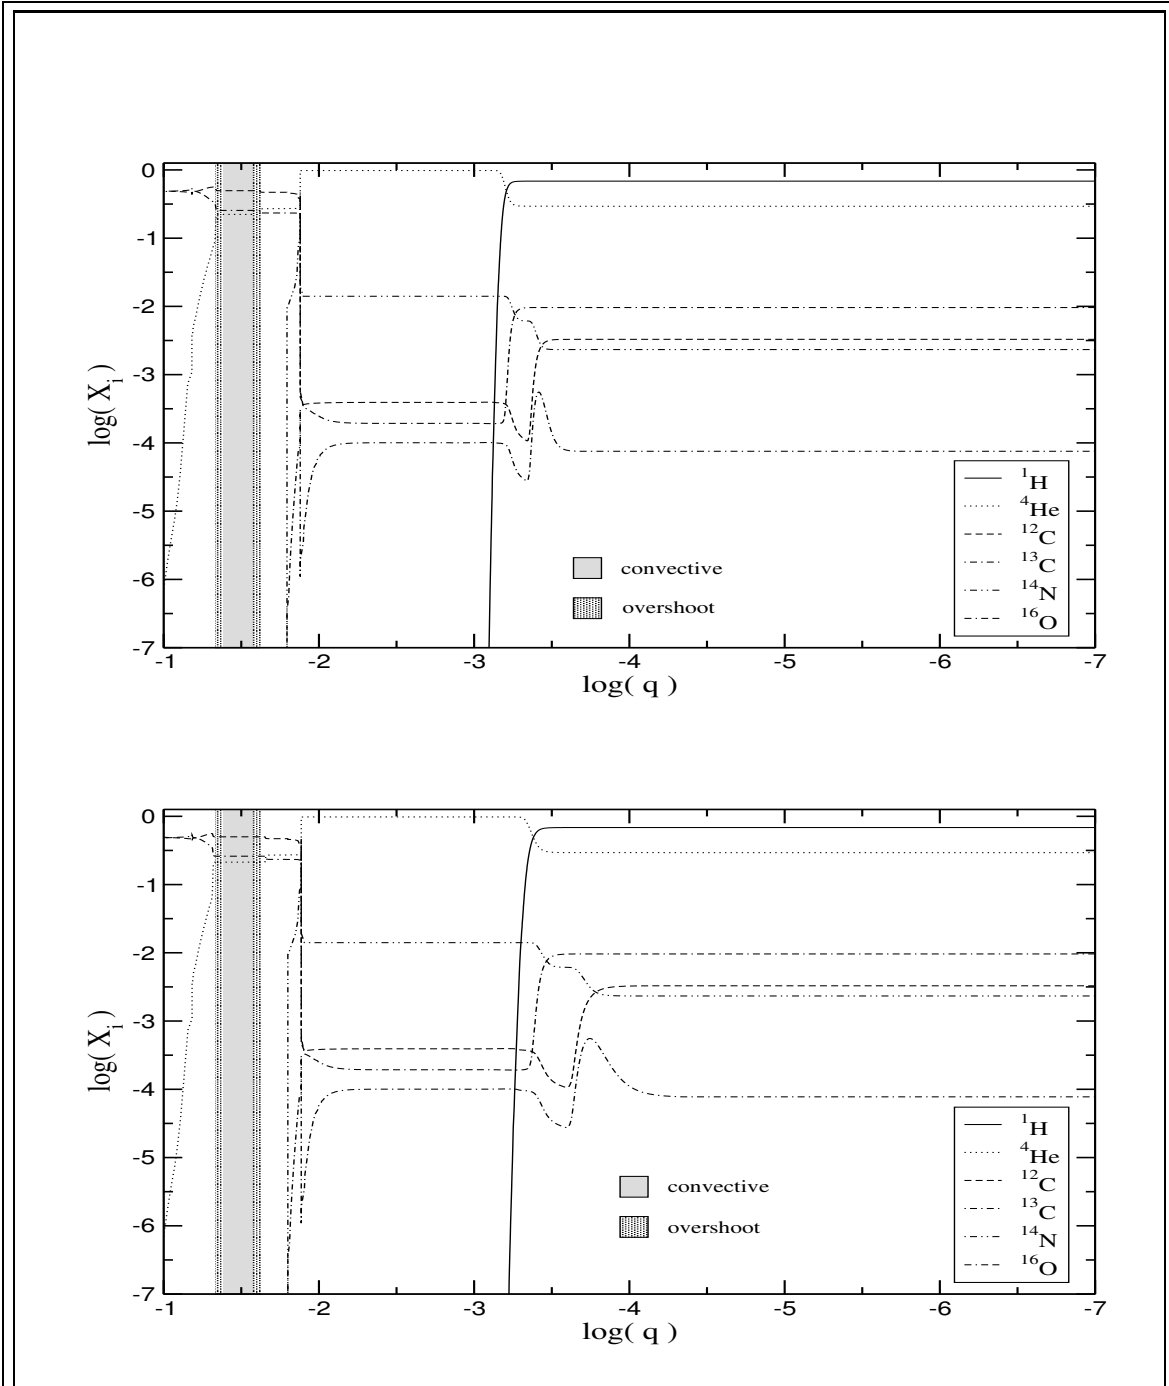 0
-1
-2
-3
-4
-5
-6
-7
log( X_i )
-1
-2
-3
-4
-5
-6
-7
log( q )
convective
overshoot
¹H
⁴He
¹²C
¹³C
¹⁴N
¹⁶O
0
-1
-2
-3
-4
-5
-6
-7
log( X_i )
-1
-2
-3
-4
-5
-6
-7
log( q )
convective
overshoot
¹H
⁴He
¹²C
¹³C
¹⁴N
¹⁶O